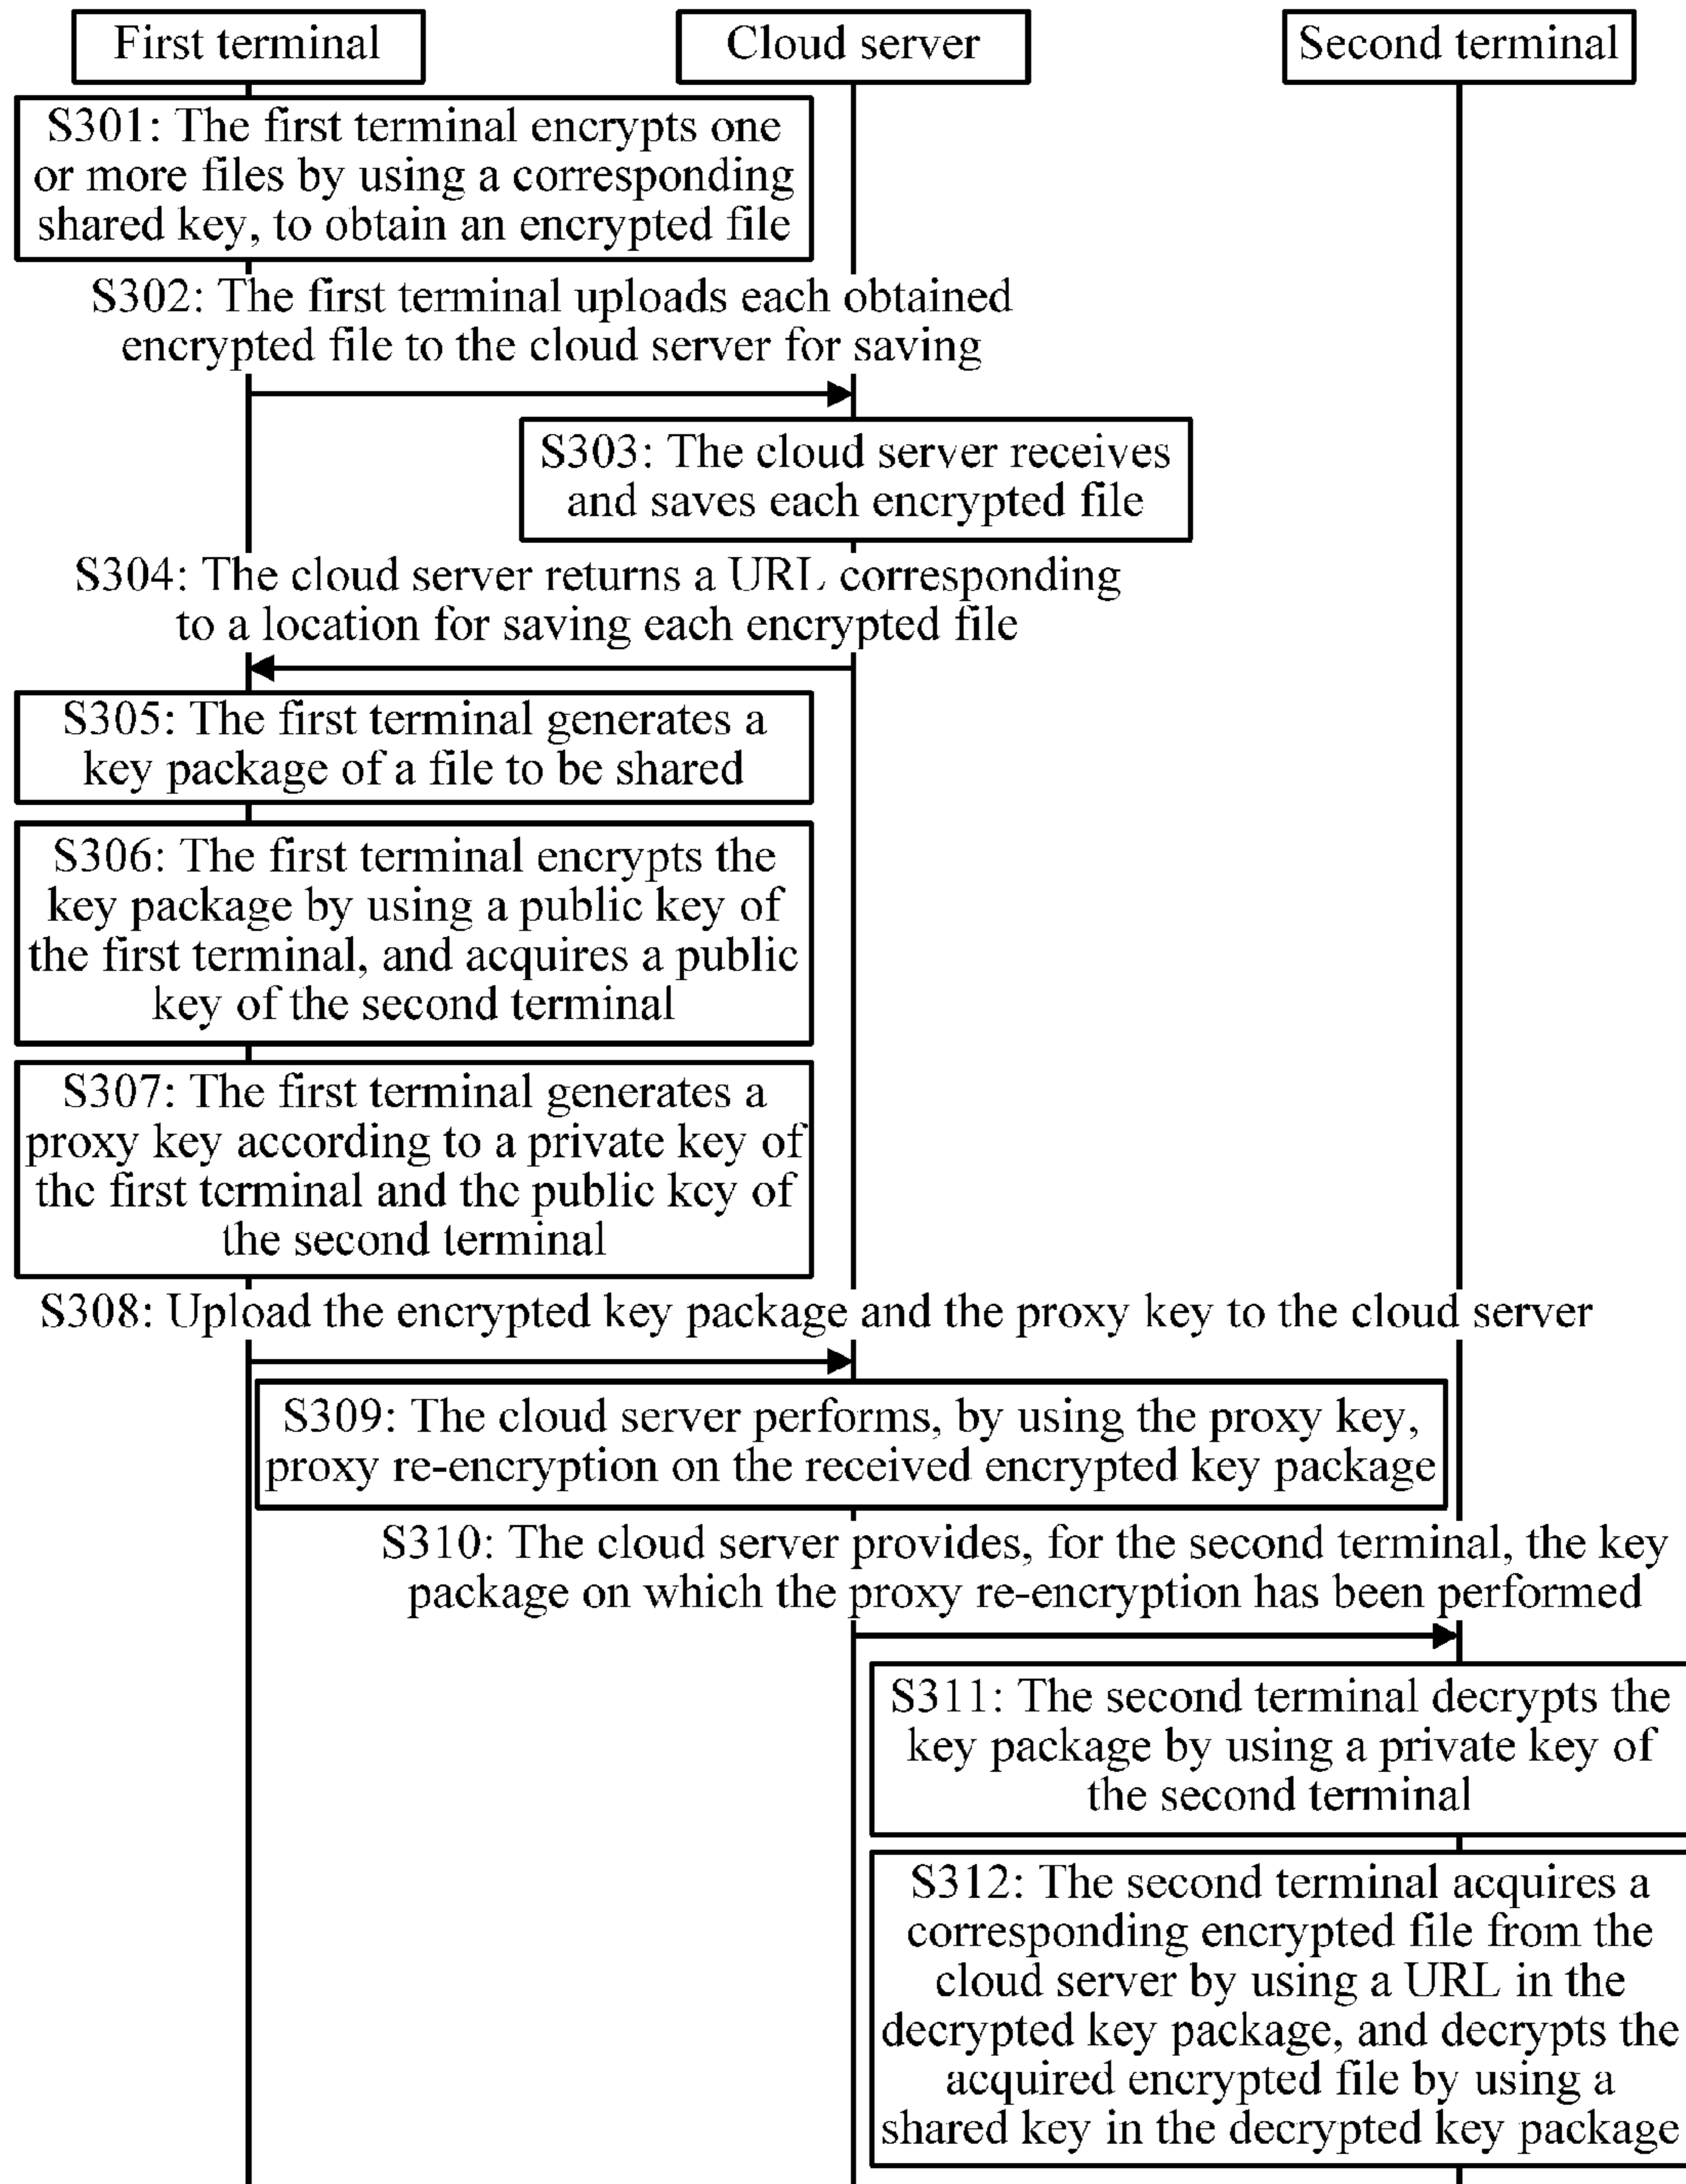 First terminal
Cloud server
Second terminal
S301: The first terminal encrypts one
or more files by using a corresponding
shared key, to obtain an encrypted file
S302: The first terminal uploads each obtained
encrypted file to the cloud server for saving
S303: The cloud server receives
and saves each encrypted file
S304: The cloud server returns a URL corresponding
to a location for saving each encrypted file
S305: The first terminal generates a
key package of a file to be shared
S306: The first terminal encrypts the
key package by using a public key of
the first terminal, and acquires a public
key of the second terminal
S307: The first terminal generates a
proxy key according to a private key of
the first terminal and the public key of
the second terminal
S308: Upload the encrypted key package and the proxy key to the cloud server
S309: The cloud server performs, by using the proxy key,
proxy re-encryption on the received encrypted key package
S310: The cloud server provides, for the second terminal, the key
package on which the proxy re-encryption has been performed
S311: The second terminal decrypts the
key package by using a private key of
the second terminal
S312: The second terminal acquires a
corresponding encrypted file from the
cloud server by using a URL in the
decrypted key package, and decrypts the
acquired encrypted file by using a
shared key in the decrypted key package